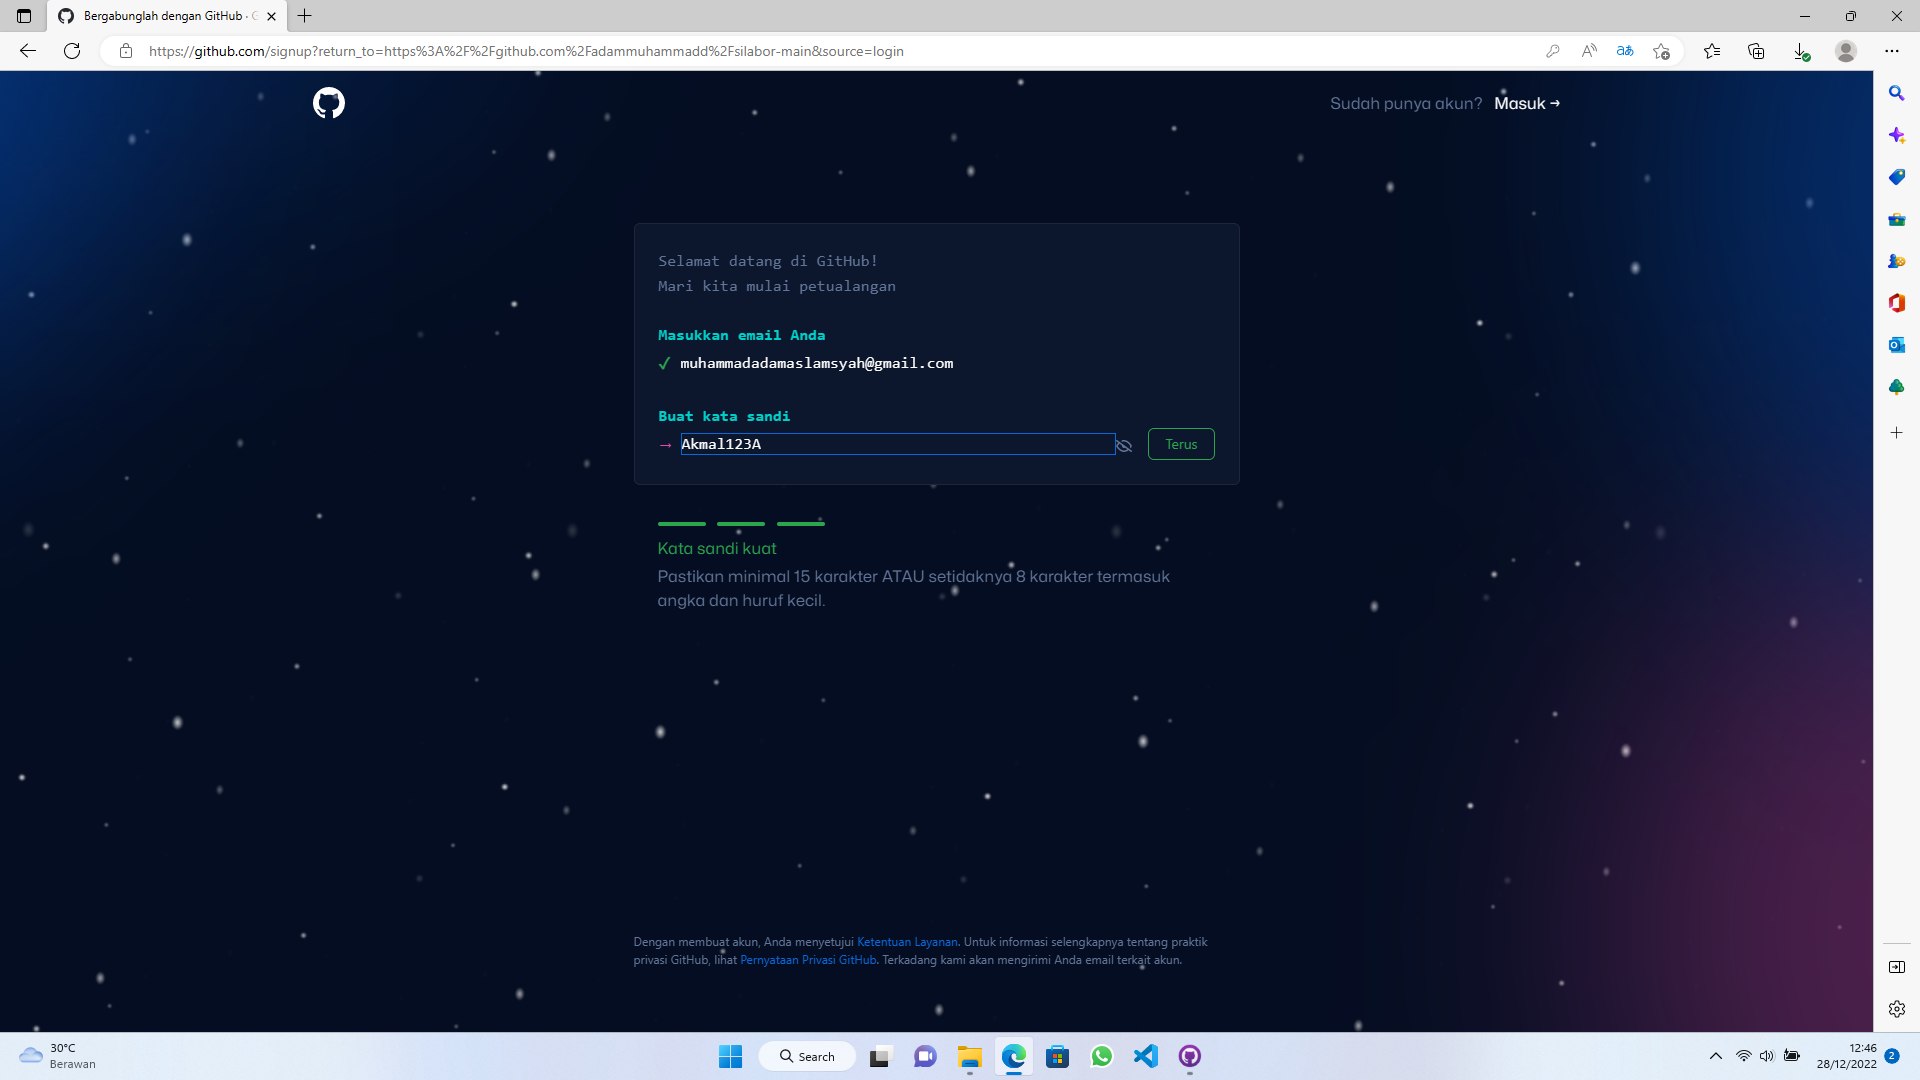 Bergabunglah dengan GitHub · G
https://github.com/signup?return_to=https%3A%2F%2Fgithub.com%2Fadammuhammadd%2Fsilabor-main&source=login
Sudah punya akun? Masuk →
Selamat datang di GitHub!
Mari kita mulai petualangan
Masukkan email Anda
✓ muhammadadamaslamsyah@gmail.com
Buat kata sandi
→ Akmal123A
Terus
Kata sandi kuat
Pastikan minimal 15 karakter ATAU setidaknya 8 karakter termasuk
angka dan huruf kecil.
Dengan membuat akun, Anda menyetujui Ketentuan Layanan. Untuk informasi selengkapnya tentang praktik
privasi GitHub, lihat Pernyataan Privasi GitHub. Terkadang kami akan mengirimi Anda email terkait akun.
30°C
Berawan
Search
12:46
28/12/2022
2